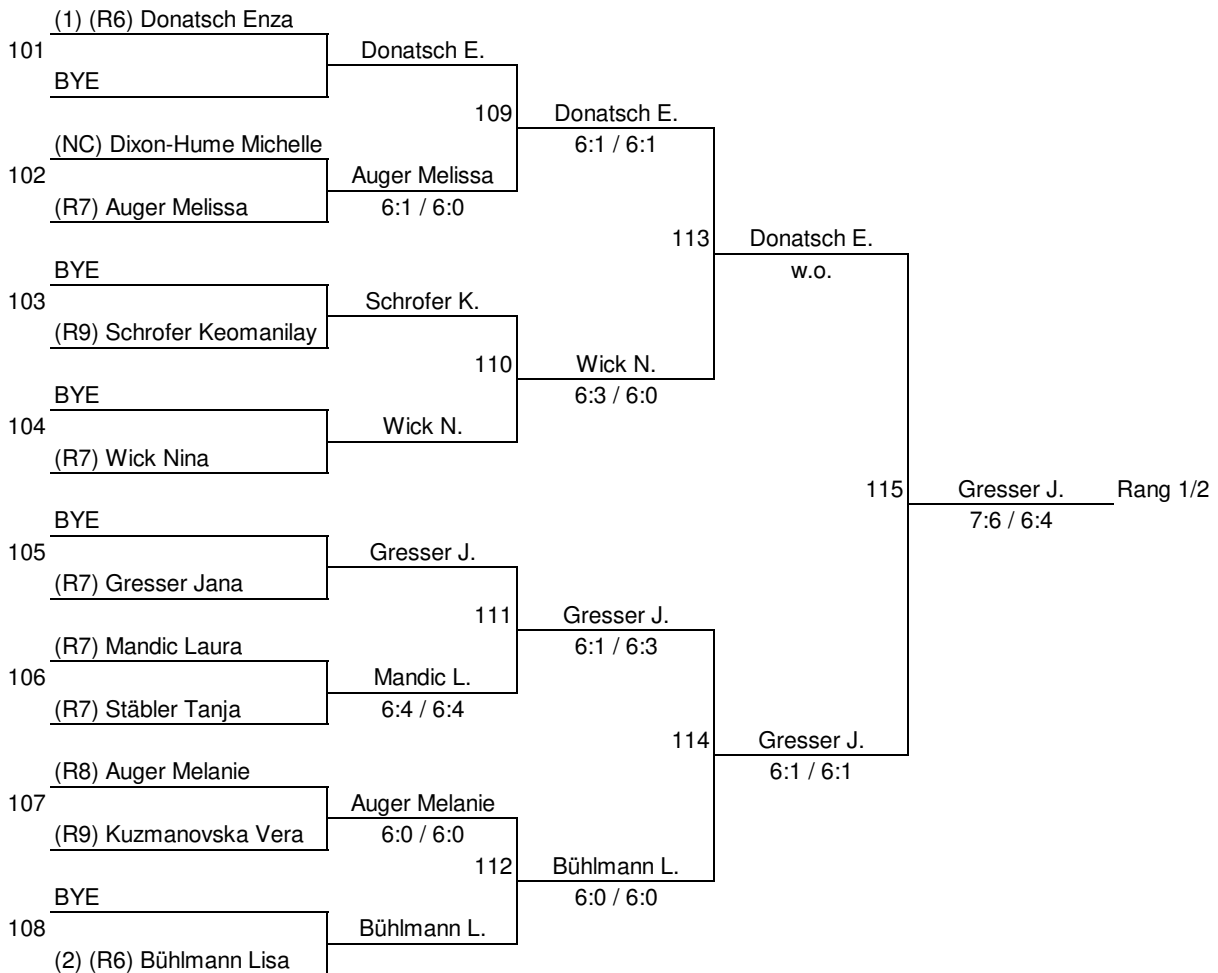 (1) (R6) Donatsch Enza
101
Donatsch E.
BYE
109
Donatsch E.
6:1 / 6:1
(NC) Dixon-Hume Michelle
102
Auger Melissa
(R7) Auger Melissa
6:1 / 6:0
113
Donatsch E.
w.o.
BYE
103
Schrofer K.
(R9) Schrofer Keomanilay
110
Wick N.
6:3 / 6:0
BYE
104
Wick N.
(R7) Wick Nina
115
Gresser J.
Rang 1/2
7:6 / 6:4
BYE
105
Gresser J.
(R7) Gresser Jana
111
Gresser J.
6:1 / 6:3
(R7) Mandic Laura
106
Mandic L.
(R7) Stäbler Tanja
6:4 / 6:4
114
Gresser J.
6:1 / 6:1
(R8) Auger Melanie
107
Auger Melanie
(R9) Kuzmanovska Vera
6:0 / 6:0
112
Bühlmann L.
6:0 / 6:0
BYE
108
Bühlmann L.
(2) (R6) Bühlmann Lisa